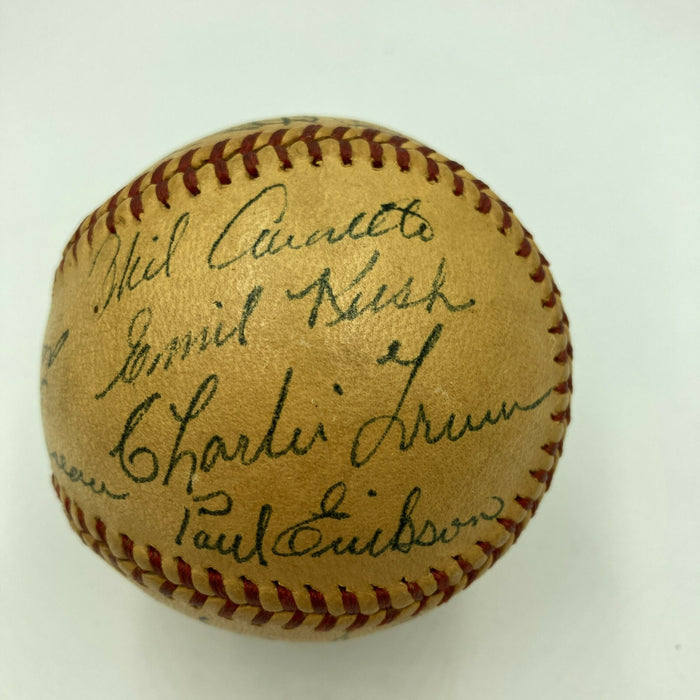 Phil Cavarretta
Emil Kush
Charlie Grimm
Paul Erickson